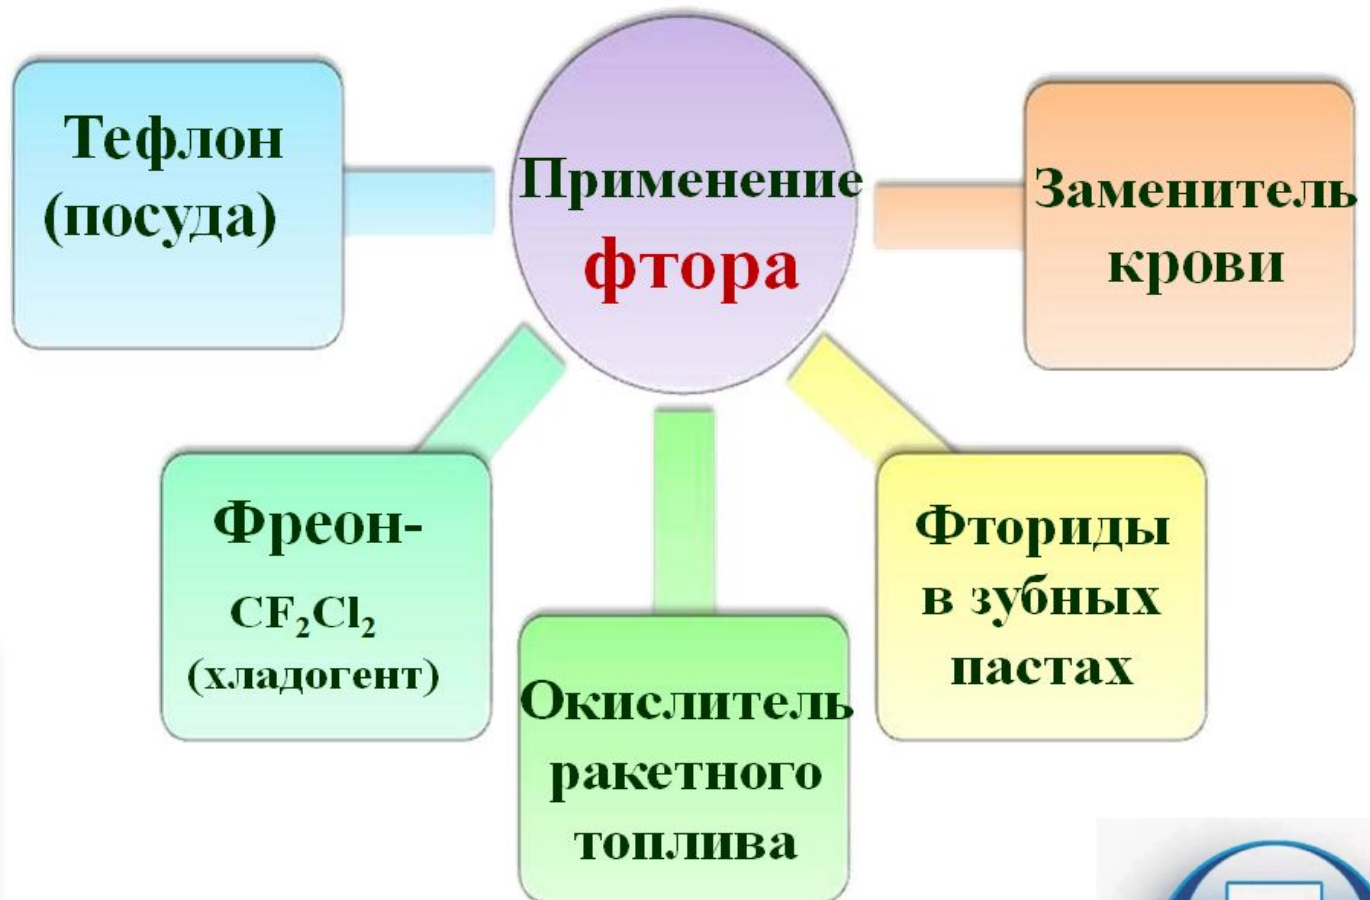 Применение
фтора
Тефлон
(посуда)
Фреон-
CF₂Cl₂
(хладогент)
Окислитель
ракетного
топлива
Фториды
в зубных
пастах
Заменитель
крови